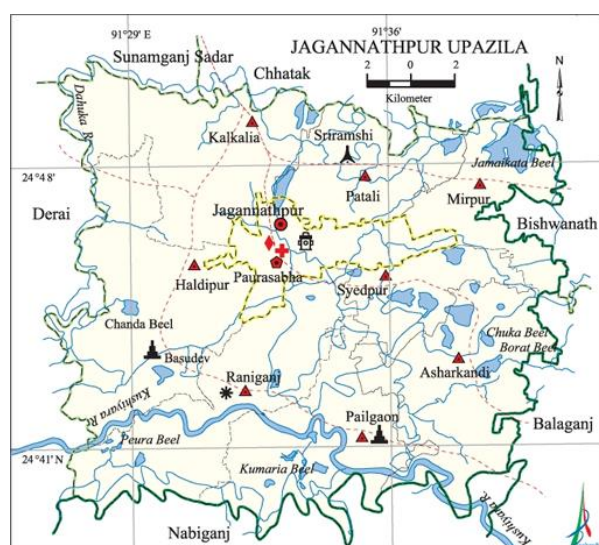 91°29 E
91°36
Sunamganj Sadar
JAGANNATHPUR UPAZILA
Chhatak
2 0 2
Kilometer
N
Dahuka R
Kalkalia
Sriramshi
24°48
Jamaikata Beel
Patali
Mirpur
Derai
Jagannathpur
Bishwanath
Haldipur
Paurasabha
Syedpur
Chanda Beel
Chuka Beel
Borat Beel
Basudev
Asharkandi
Raniganj
Kushiyara R
Pailgaon
Balaganj
Peura Beel
24°41 N
Kumaria Beel
Kushiyara R.
Nabiganj